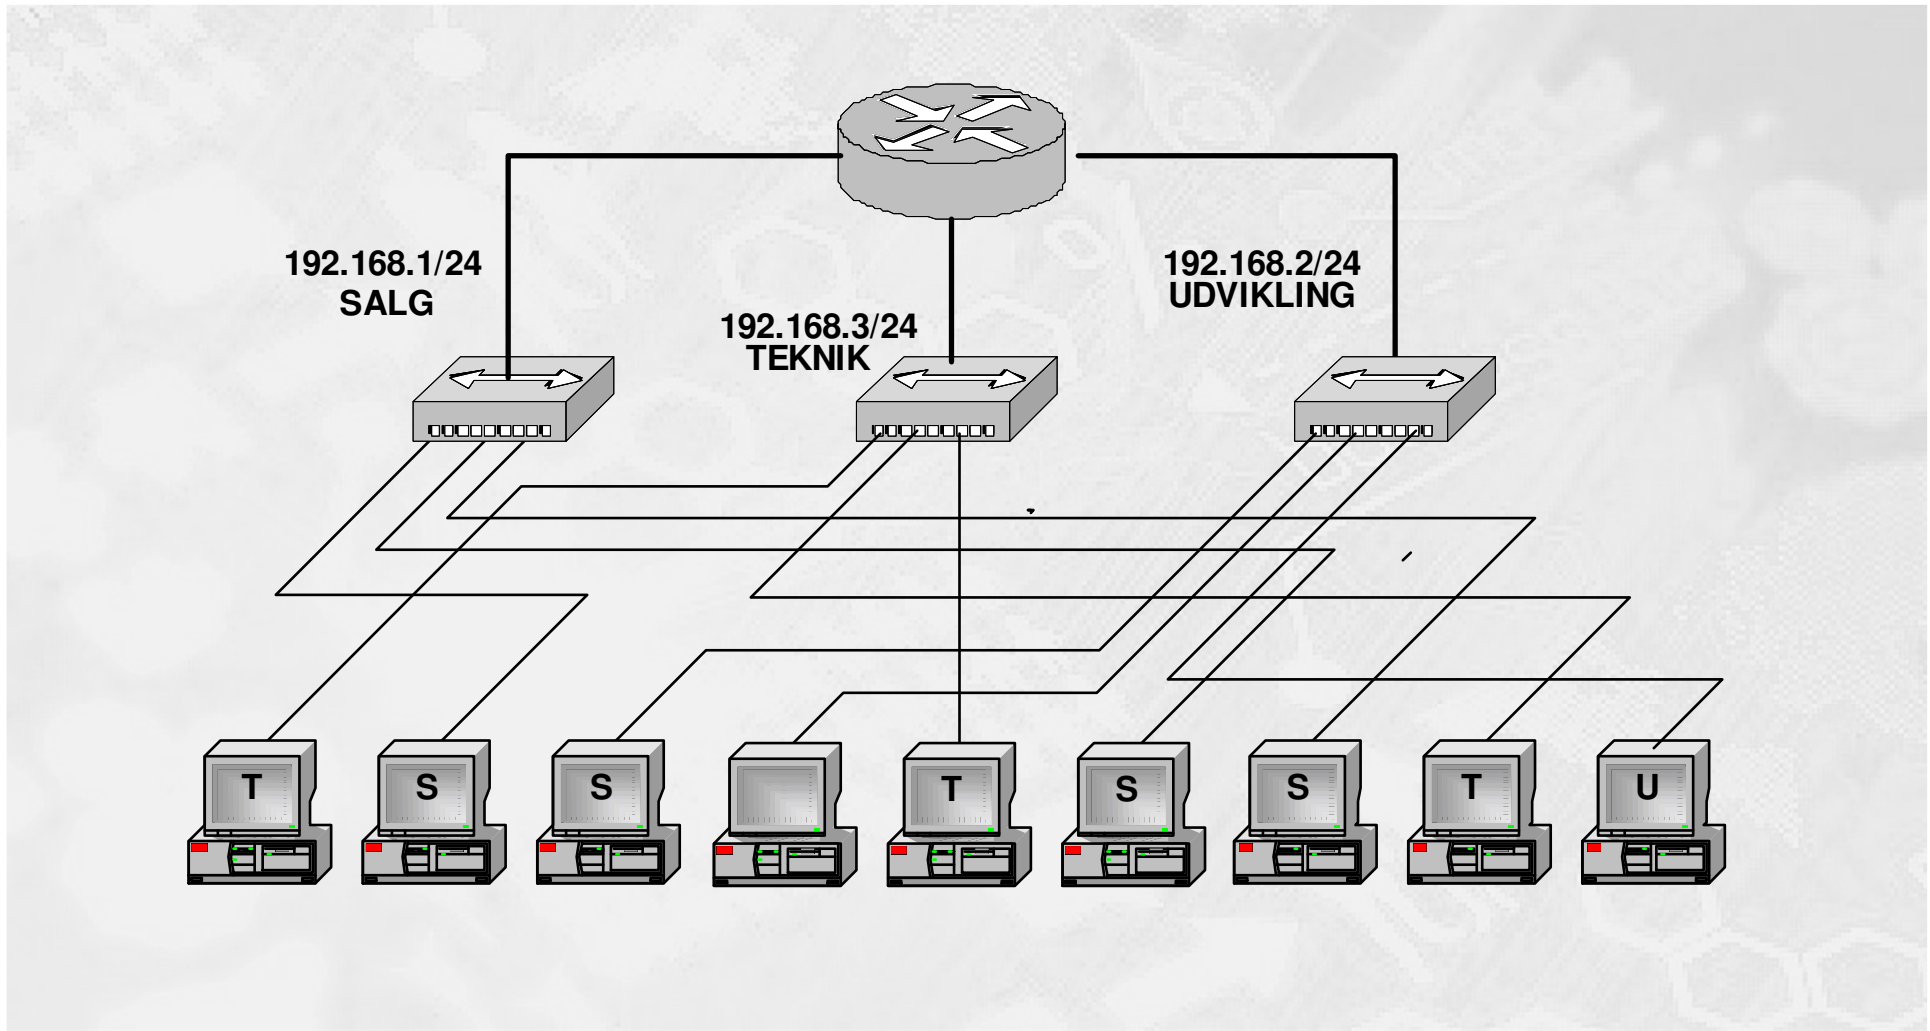 192.168.1/24
SALG
192.168.3/24
TEKNIK
192.168.2/24
UDVIKLING
T
S
S
T
S
S
T
U